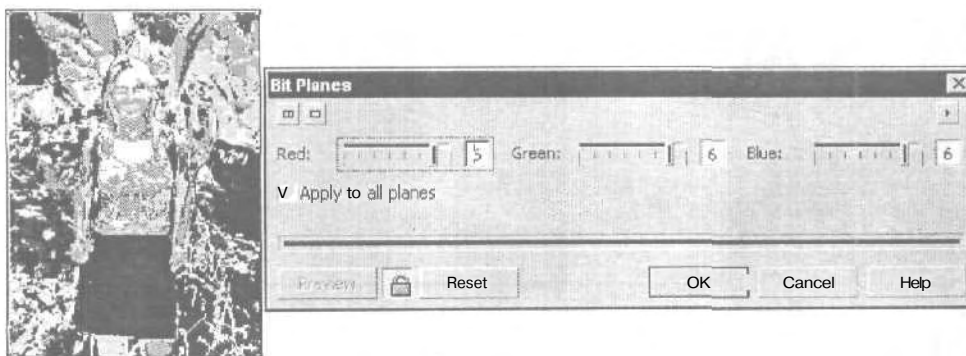 Bit Planes
Red: 5 Green: 6 Blue: 6
V Apply to all planes
Preview Reset OK Cancel Help